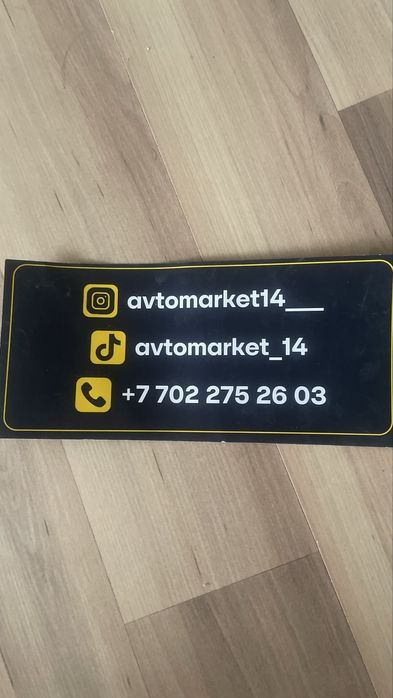 avtomarket14___
avtomarket_14
+7 702 275 26 03